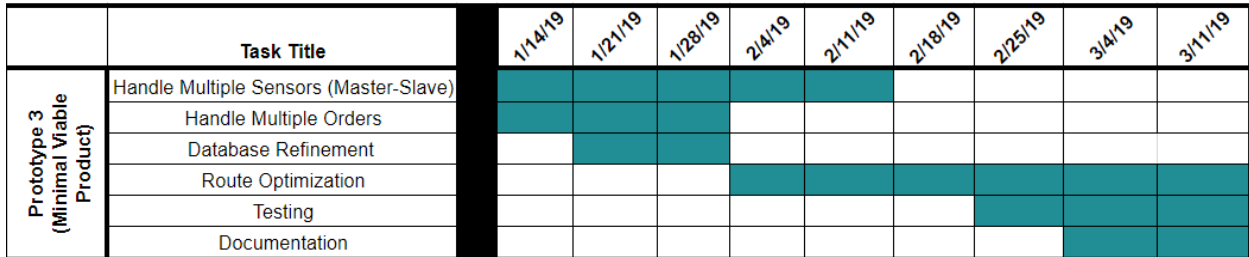 Task Title
1/14/19
1/21/19
1/28/19
2/4/19
2/11/19
2/18/19
2/25/19
3/4/19
3/11/19
Prototype 3
(Minimal Viable
Product)
Handle Multiple Sensors (Master-Slave)
Handle Multiple Orders
Database Refinement
Route Optimization
Testing
Documentation